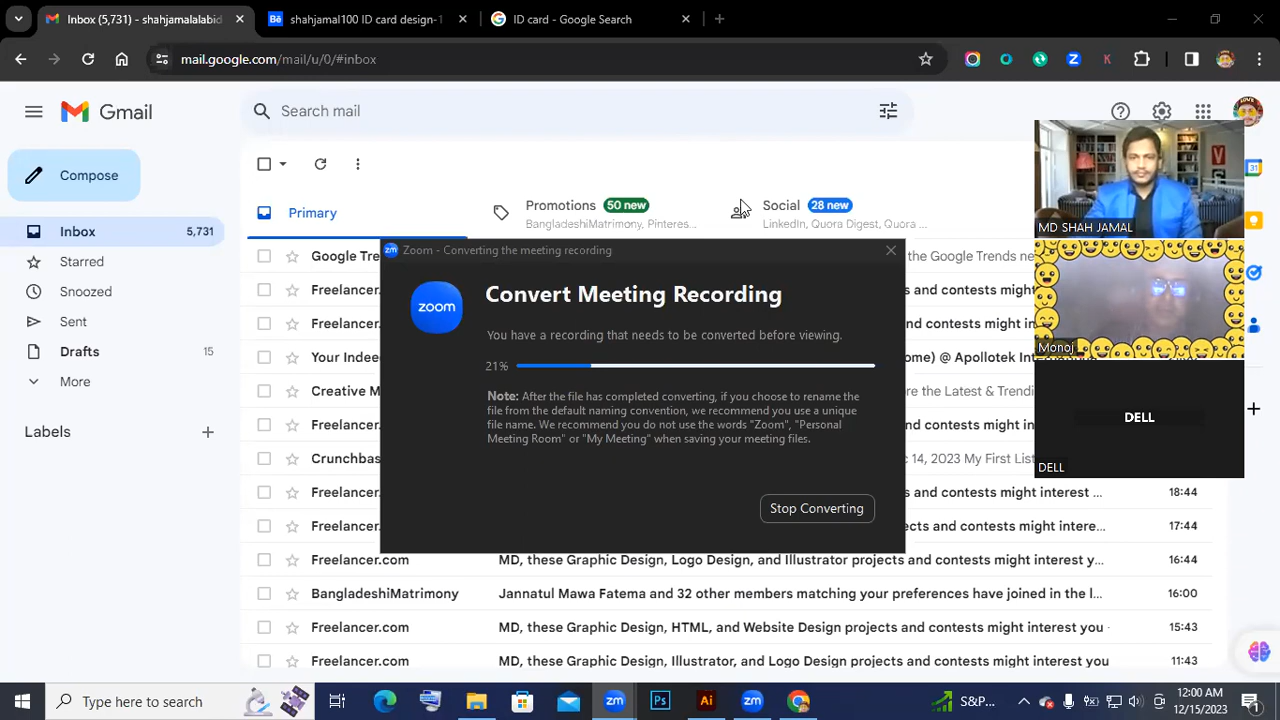 Inbox (5,731) - shahjamalalabid
shahjamal100 ID card design-1
ID card - Google Search
mail.google.com/mail/u/0/#inbox
Gmail
Search mail
Compose
Inbox 5,731
Starred
Snoozed
Sent
Drafts 15
More
Labels
Primary
Promotions 50 new
BangladeshiMatrimony, Pinteres...
Social 28 new
LinkedIn, Quora Digest, Quora ...
Google Tre
the Google Trends ne
Freelancer.
and contests might in
Freelancer.
and contests might in
Your Indee
ome) @ Apollotek Int
Creative M
re the Latest & Trendi
Freelancer.
and contests might in
Crunchbas
c 14, 2023 My First List
Freelancer.
s and contests might interest ... 18:44
Freelancer.
ects and contests might intere... 17:44
Freelancer.com MD, these Graphic Design, Logo Design, and Illustrator projects and contests might interest you... 16:44
BangladeshiMatrimony Jannatul Mawa Fatema and 32 other members matching your preferences have joined in the l... 16:00
Freelancer.com MD, these Graphic Design, HTML, and Website Design projects and contests might interest you - 15:43
Freelancer.com MD, these Graphic Design, Illustrator, and Logo Design projects and contests might interest you 11:43
zm Zoom - Converting the meeting recording
zoom
Convert Meeting Recording
You have a recording that needs to be converted before viewing.
21%
Note: After the file has completed converting, if you choose to rename the
file from the default naming convention, we recommend you use a unique
file name. We recommend you do not use the words "Zoom", "Personal
Meeting Room" or "My Meeting" when saving your meeting files.
Stop Converting
MD SHAH JAMAL
Monoj
DELL
DELL
Type here to search
S&P...
12:00 AM
12/15/2023